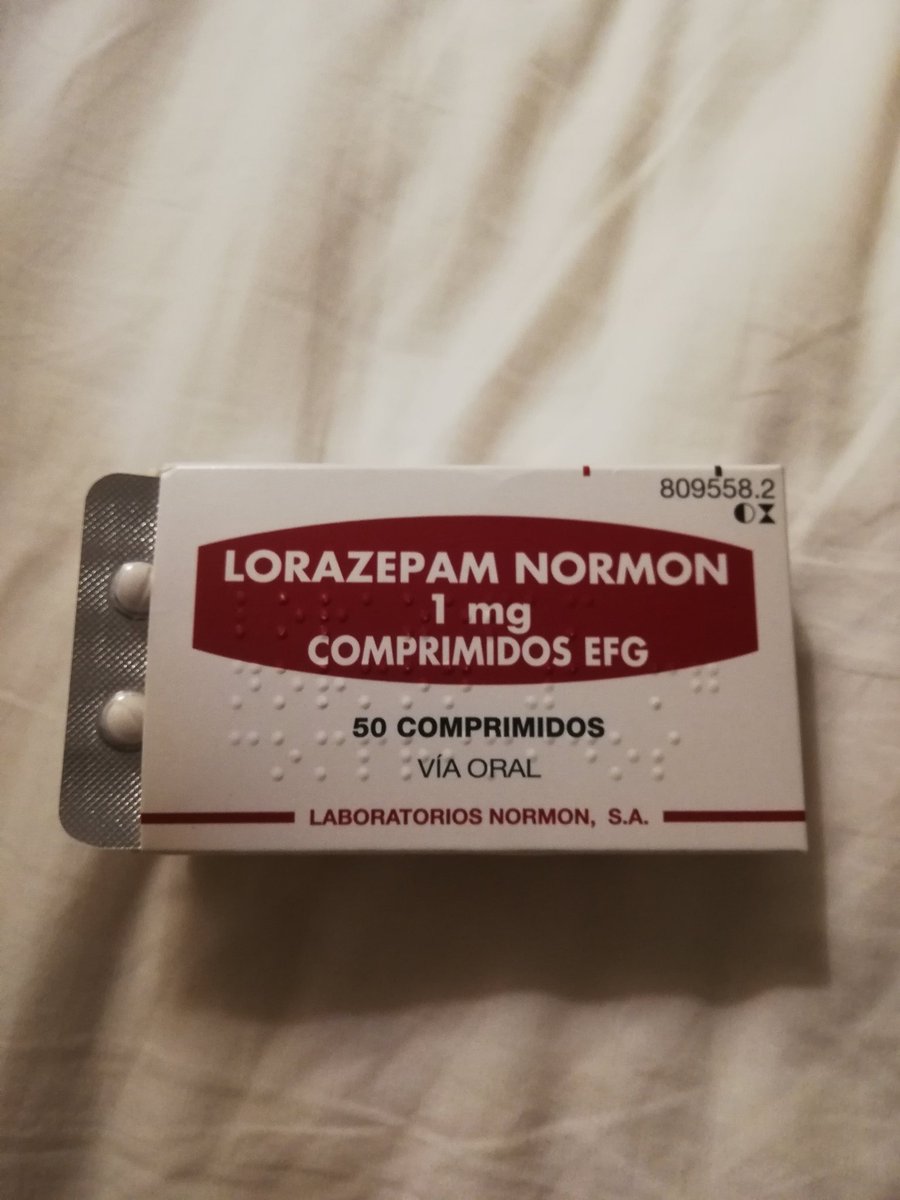 809558.2
LORAZEPAM NORMON
1 mg
COMPRIMIDOS EFG
50 COMPRIMIDOS
VÍA ORAL
LABORATORIOS NORMON, S.A.